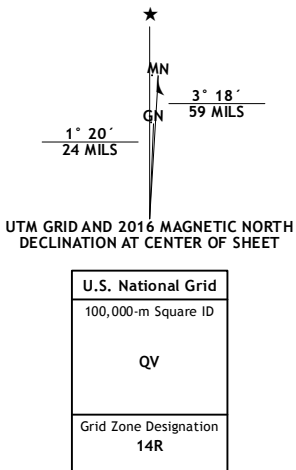 ★
MN
3° 18´
59 MILS
GN
1° 20´
24 MILS
UTM GRID AND 2016 MAGNETIC NORTH
DECLINATION AT CENTER OF SHEET
U.S. National Grid
100,000-m Square ID
QV
Grid Zone Designation
14R